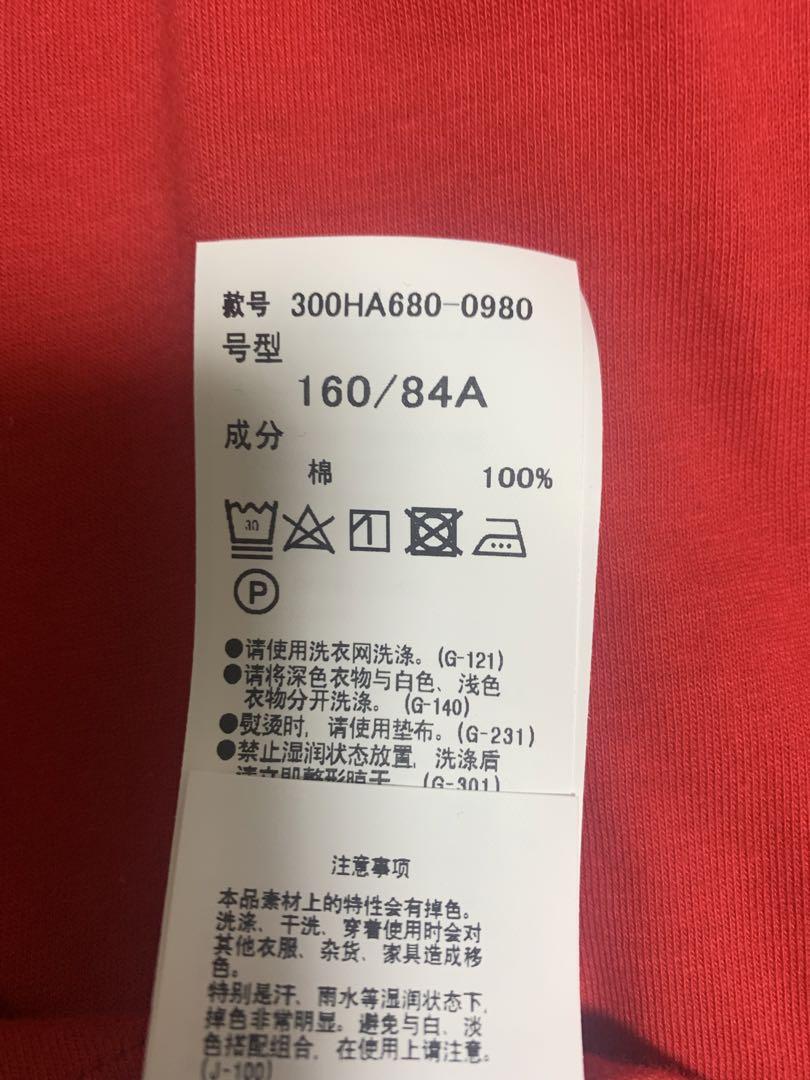 款号 300HA680-0980
号型
160/84A
成分
棉 100%
30
P
●请使用洗衣网洗涤。(G-121)
●请将深色衣物与白色、浅色
衣物分开洗涤。 (G-140)
●熨烫时, 请使用垫布。(G-231)
●禁止湿润状态放置, 洗涤后
请立即整形晾干。 (G-301)
注意事项
本品素材上的特性会有掉色。
洗涤、干洗、穿着使用时会对
其他衣服、杂货、家具造成移
色。
特别是汗、雨水等湿润状态下,
掉色非常明显。避免与白、淡
色搭配组合, 在使用上请注意。
(J-100)